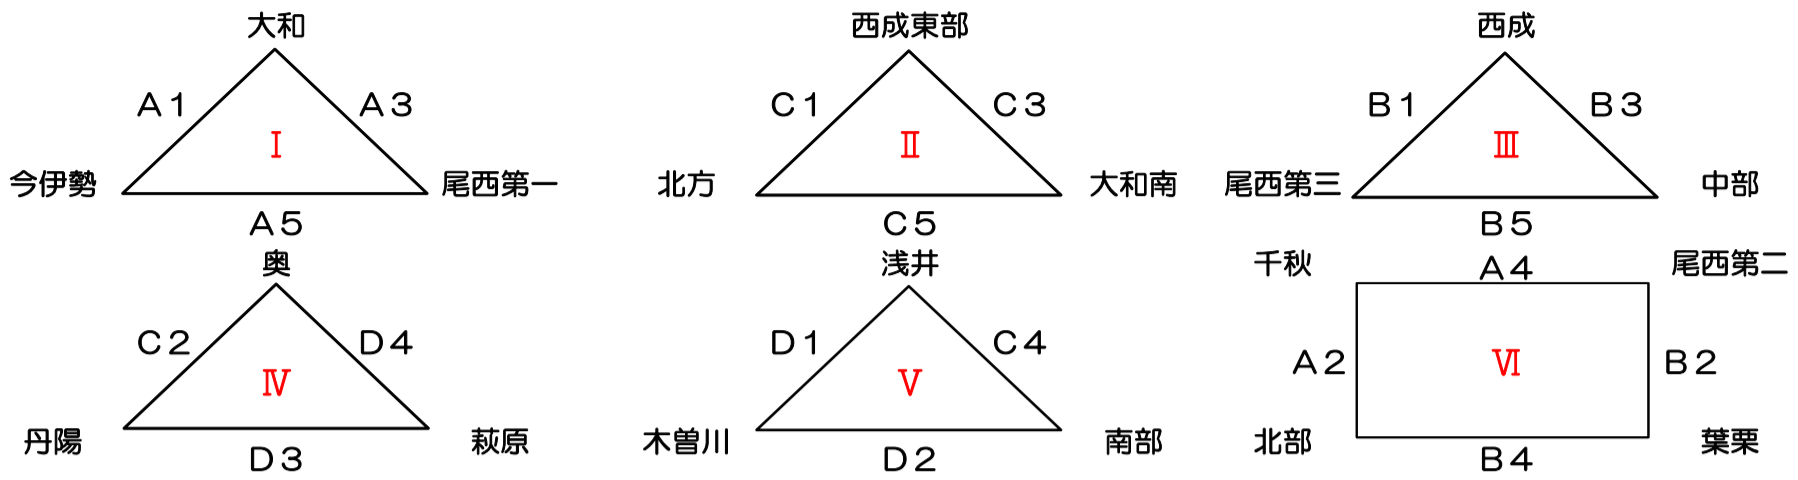 大和
西成東部
西成
A1
A3
C1
C3
B1
B3
Ⅰ
Ⅱ
Ⅲ
今伊勢
尾西第一
北方
大和南
尾西第三
中部
A5
C5
B5
奥
浅井
千秋
A4
尾西第二
C2
D4
D1
C4
A2
B2
Ⅳ
Ⅴ
Ⅵ
丹陽
萩原
木曽川
南部
北部
葉栗
D3
D2
B4